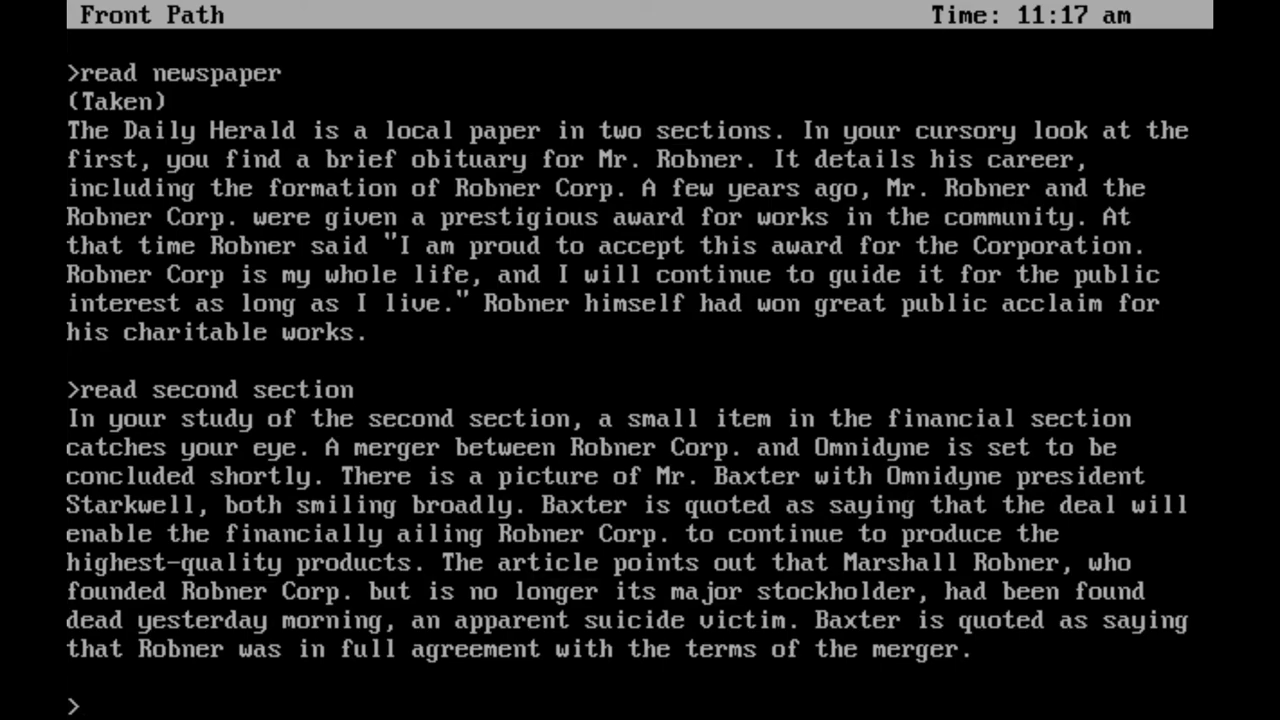 Front Path Time: 11:17 am
>read newspaper
(Taken)
The Daily Herald is a local paper in two sections. In your cursory look at the
first, you find a brief obituary for Mr. Robner. It details his career,
including the formation of Robner Corp. A few years ago, Mr. Robner and the
Robner Corp. were given a prestigious award for works in the community. At
that time Robner said "I am proud to accept this award for the Corporation.
Robner Corp is my whole life, and I will continue to guide it for the public
interest as long as I live." Robner himself had won great public acclaim for
his charitable works.
>read second section
In your study of the second section, a small item in the financial section
catches your eye. A merger between Robner Corp. and Omnidyne is set to be
concluded shortly. There is a picture of Mr. Baxter with Omnidyne president
Starkwell, both smiling broadly. Baxter is quoted as saying that the deal will
enable the financially ailing Robner Corp. to continue to produce the
highest-quality products. The article points out that Marshall Robner, who
founded Robner Corp. but is no longer its major stockholder, had been found
dead yesterday morning, an apparent suicide victim. Baxter is quoted as saying
that Robner was in full agreement with the terms of the merger.
>